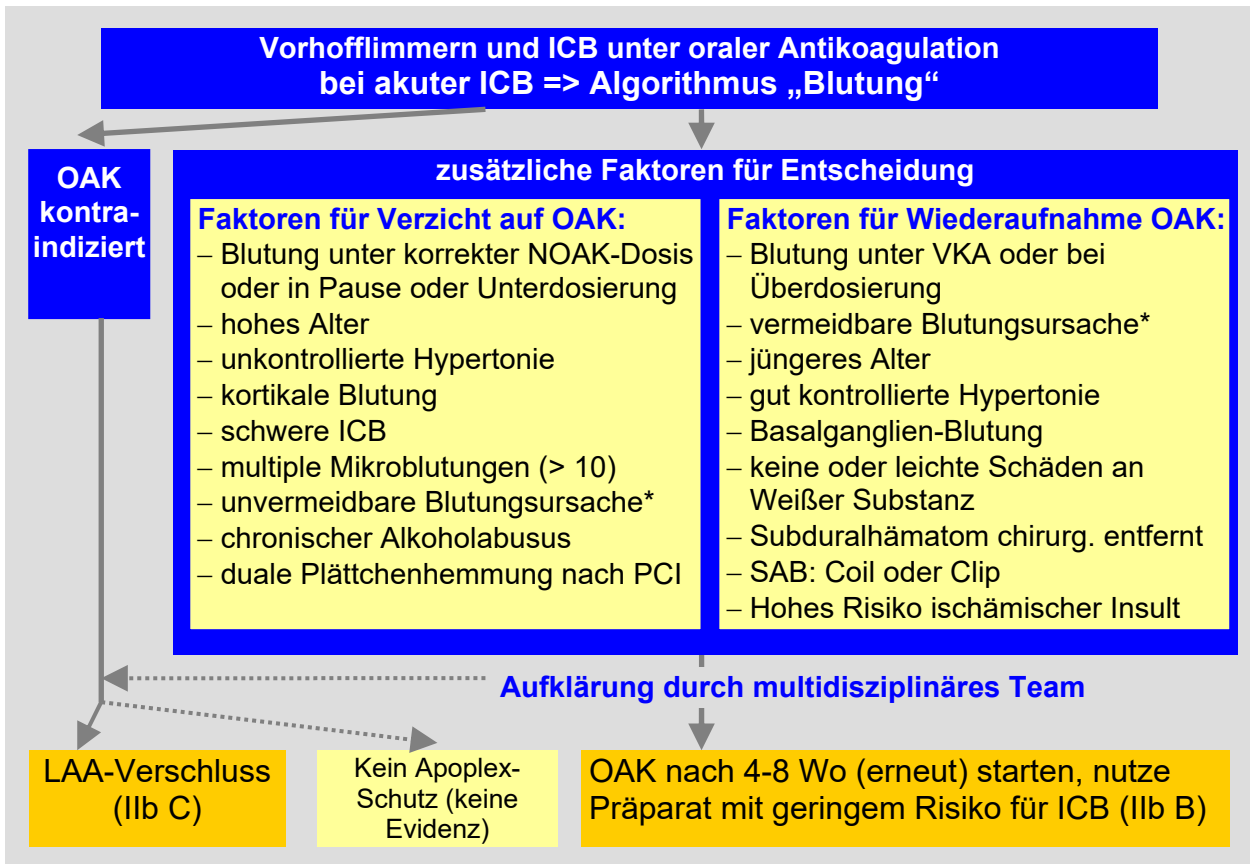 Vorhofflimmern und ICB unter oraler Antikoagulation
bei akuter ICB => Algorithmus „Blutung“
OAK
kontra-
indiziert
zusätzliche Faktoren für Entscheidung
Faktoren für Verzicht auf OAK:
– Blutung unter korrekter NOAK-Dosis
oder in Pause oder Unterdosierung
– hohes Alter
– unkontrollierte Hypertonie
– kortikale Blutung
– schwere ICB
– multiple Mikroblutungen (> 10)
– unvermeidbare Blutungsursache*
– chronischer Alkoholabusus
– duale Plättchenhemmung nach PCI
Faktoren für Wiederaufnahme OAK:
– Blutung unter VKA oder bei
Überdosierung
– vermeidbare Blutungsursache*
– jüngeres Alter
– gut kontrollierte Hypertonie
– Basalganglien-Blutung
– keine oder leichte Schäden an
Weißer Substanz
– Subduralhämatom chirurg. entfernt
– SAB: Coil oder Clip
– Hohes Risiko ischämischer Insult
Aufklärung durch multidisziplinäres Team
LAA-Verschluss
(IIb C)
Kein Apoplex-
Schutz (keine
Evidenz)
OAK nach 4-8 Wo (erneut) starten, nutze
Präparat mit geringem Risiko für ICB (IIb B)